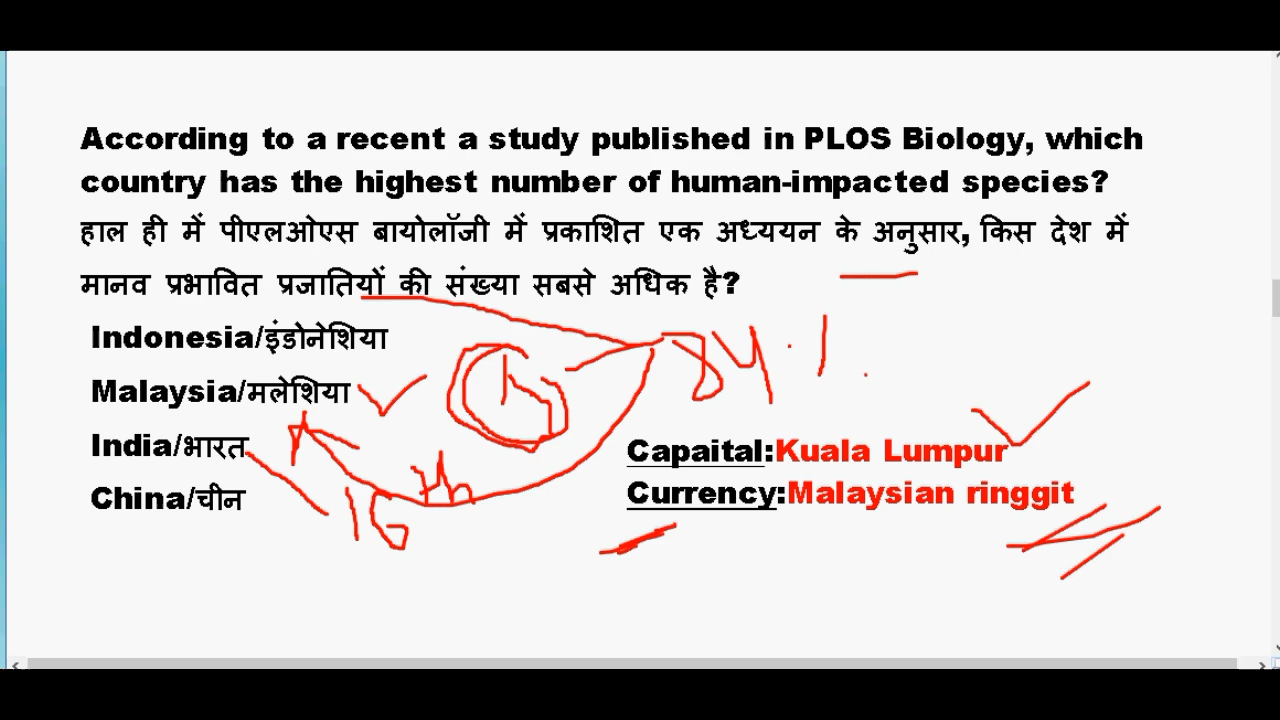 According to a recent a study published in PLOS Biology, which
country has the highest number of human-impacted species?
हाल ही में पीएलओएस बायोलॉजी में प्रकाशित एक अध्ययन के अनुसार, किस देश में
मानव प्रभावित प्रजातियों की संख्या सबसे अधिक है?
Indonesia/इंडोनेशिया
Malaysia/मलेशिया
India/भारत
China/चीन
Capaital:Kuala Lumpur
Currency:Malaysian ringgit
16 th